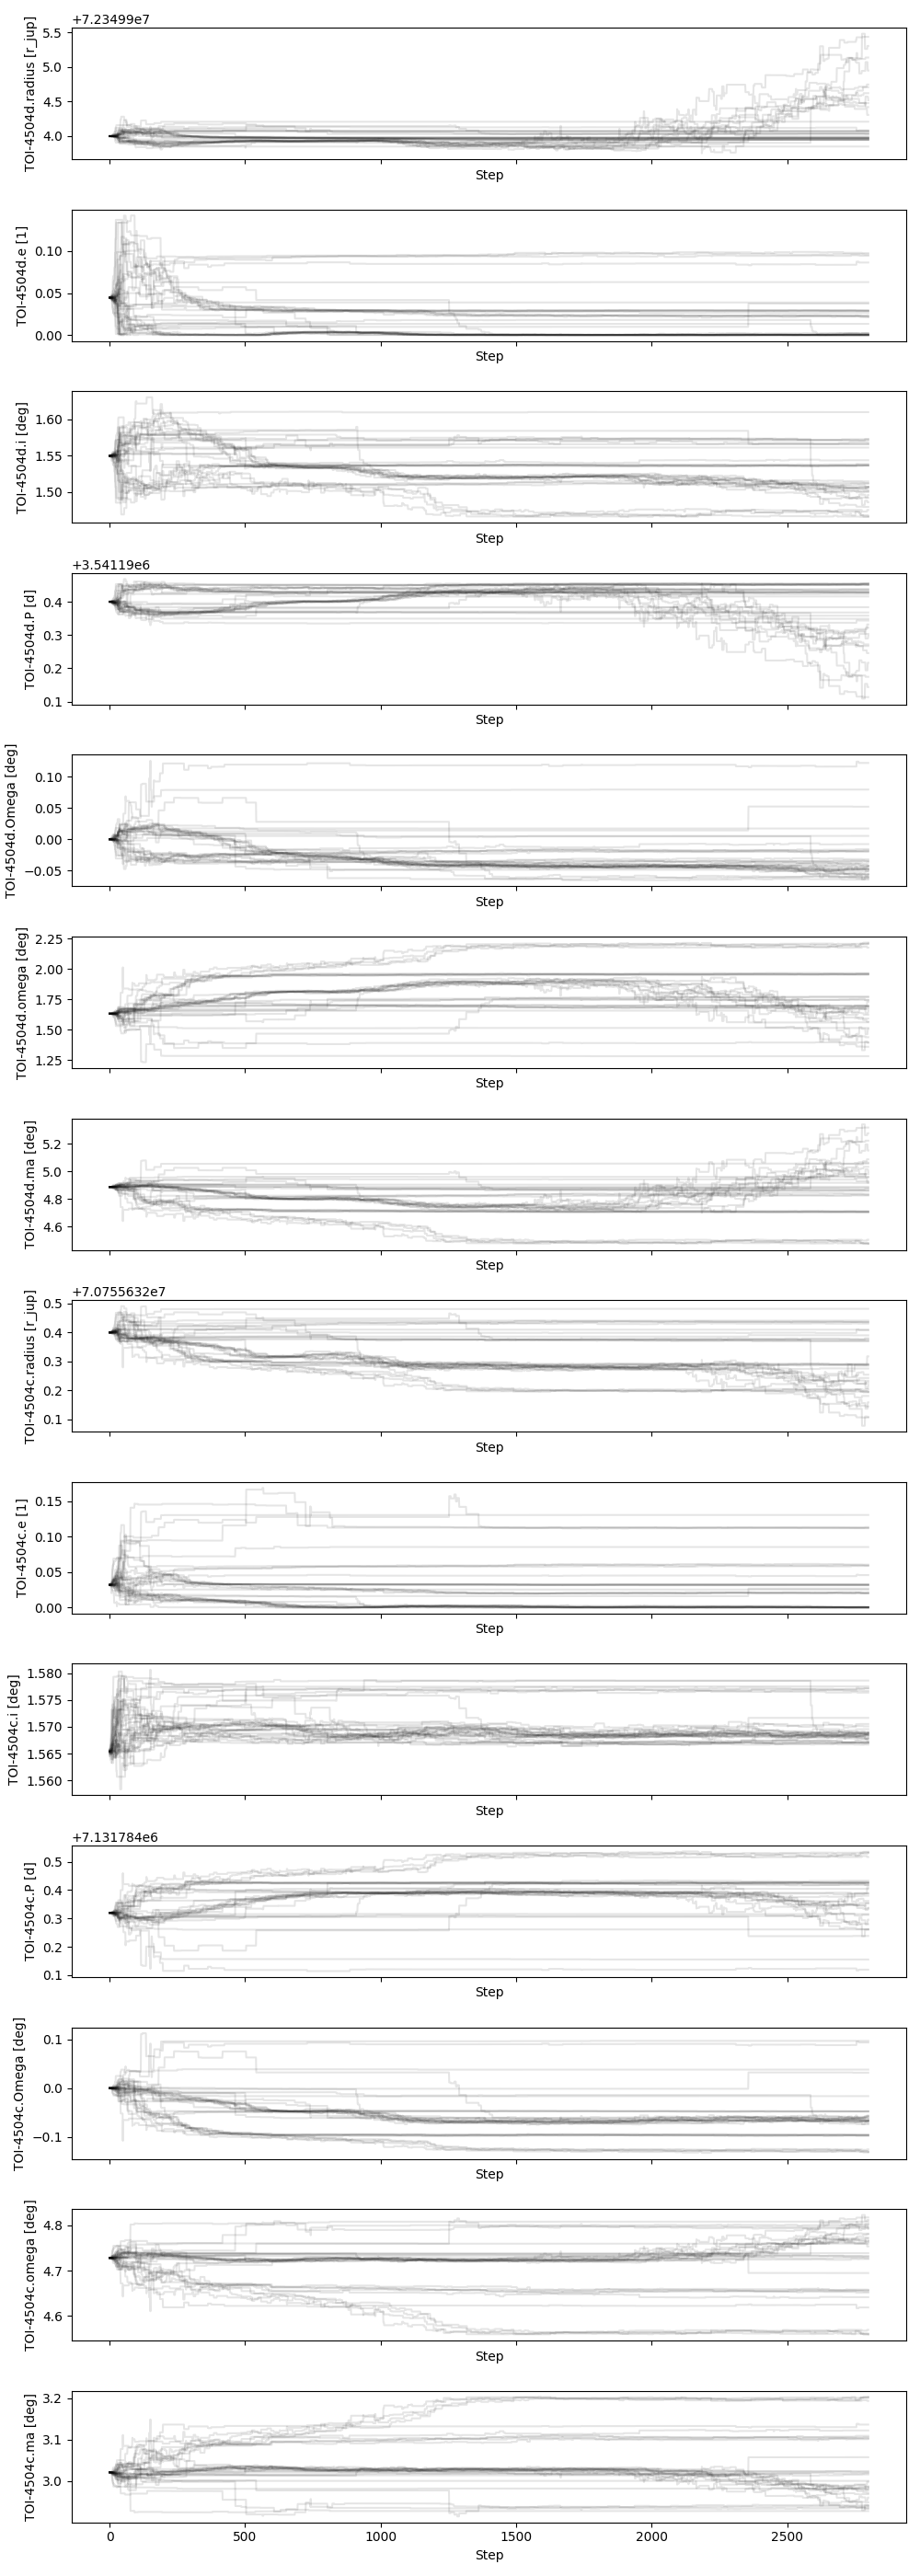 +7.23499e7
TOI-4504d.radius [r_jup]
5.5
5.0
4.5
4.0
Step
TOI-4504d.e [1]
0.10
0.05
0.00
Step
TOI-4504d.i [deg]
1.60
1.55
1.50
Step
+3.54119e6
TOI-4504d.P [d]
0.4
0.3
0.2
0.1
Step
TOI-4504d.Omega [deg]
0.10
0.05
0.00
−0.05
Step
TOI-4504d.omega [deg]
2.25
2.00
1.75
1.50
1.25
Step
TOI-4504d.ma [deg]
5.2
5.0
4.8
4.6
Step
+7.0755632e7
TOI-4504c.radius [r_jup]
0.5
0.4
0.3
0.2
0.1
Step
TOI-4504c.e [1]
0.15
0.10
0.05
0.00
Step
TOI-4504c.i [deg]
1.580
1.575
1.570
1.565
1.560
Step
+7.131784e6
TOI-4504c.P [d]
0.5
0.4
0.3
0.2
0.1
Step
TOI-4504c.Omega [deg]
0.1
0.0
−0.1
Step
TOI-4504c.omega [deg]
4.8
4.7
4.6
Step
TOI-4504c.ma [deg]
3.2
3.1
3.0
0 500 1000 1500 2000 2500
Step